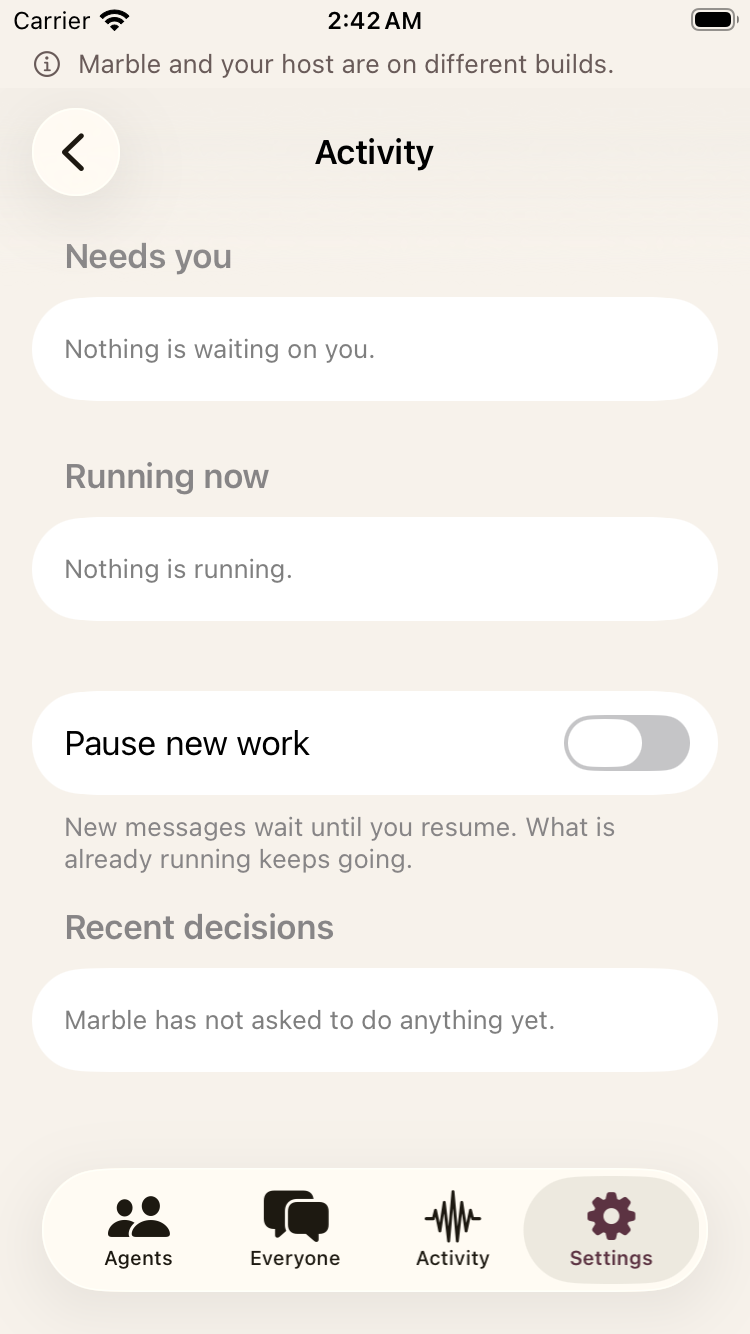 Carrier
2:42 AM
Marble and your host are on different builds.
Activity
Needs you
Nothing is waiting on you.
Running now
Nothing is running.
Pause new work
New messages wait until you resume. What is
already running keeps going.
Recent decisions
Marble has not asked to do anything yet.
Agents
Everyone
Activity
Settings